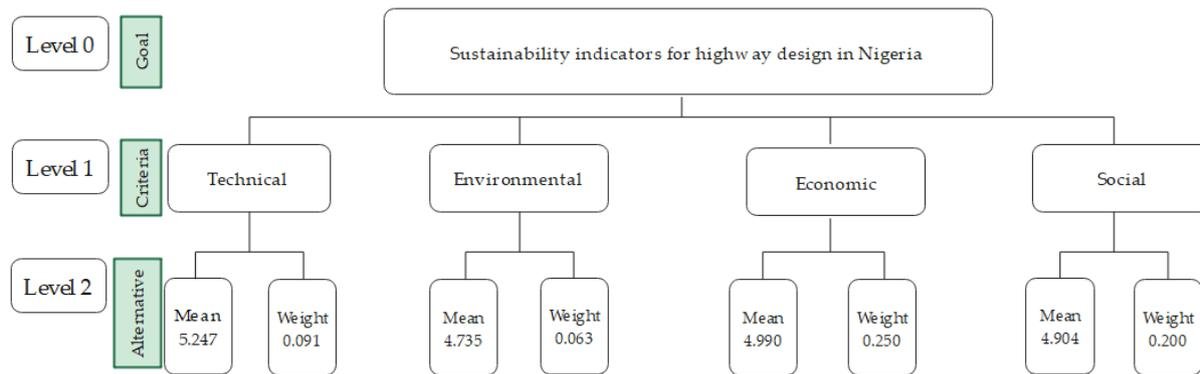 Level 0
Goal
Sustainability indicators for highway design in Nigeria
Level 1
Criteria
Technical
Environmental
Economic
Social
Level 2
Alternative
Mean
5.247
Weight
0.091
Mean
4.735
Weight
0.063
Mean
4.990
Weight
0.250
Mean
4.904
Weight
0.200